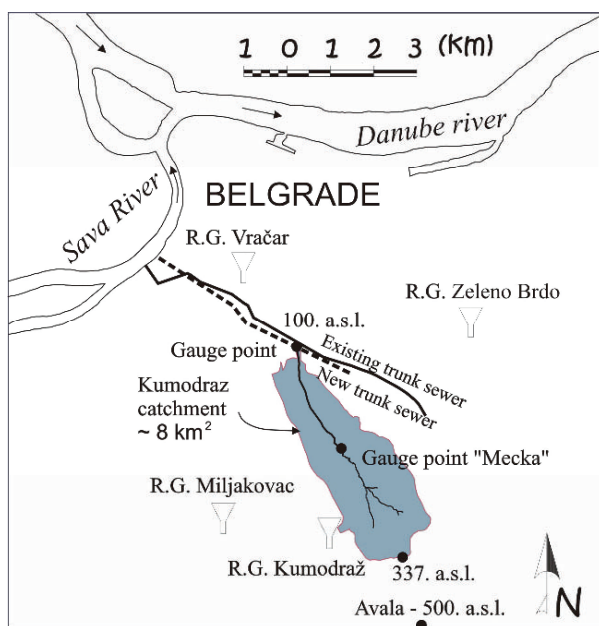 1 0 1 2 3 (km)
Danube river
Sava River
BELGRADE
R.G. Vračar
R.G. Zeleno Brdo
100. a.s.l.
Gauge point
Existing trunk sewer
New trunk sewer
Kumodraz
catchment
~ 8 km²
Gauge point "Mecka"
R.G. Miljakovac
R.G. Kumodraž
337. a.s.l.
Avala - 500. a.s.l.
N